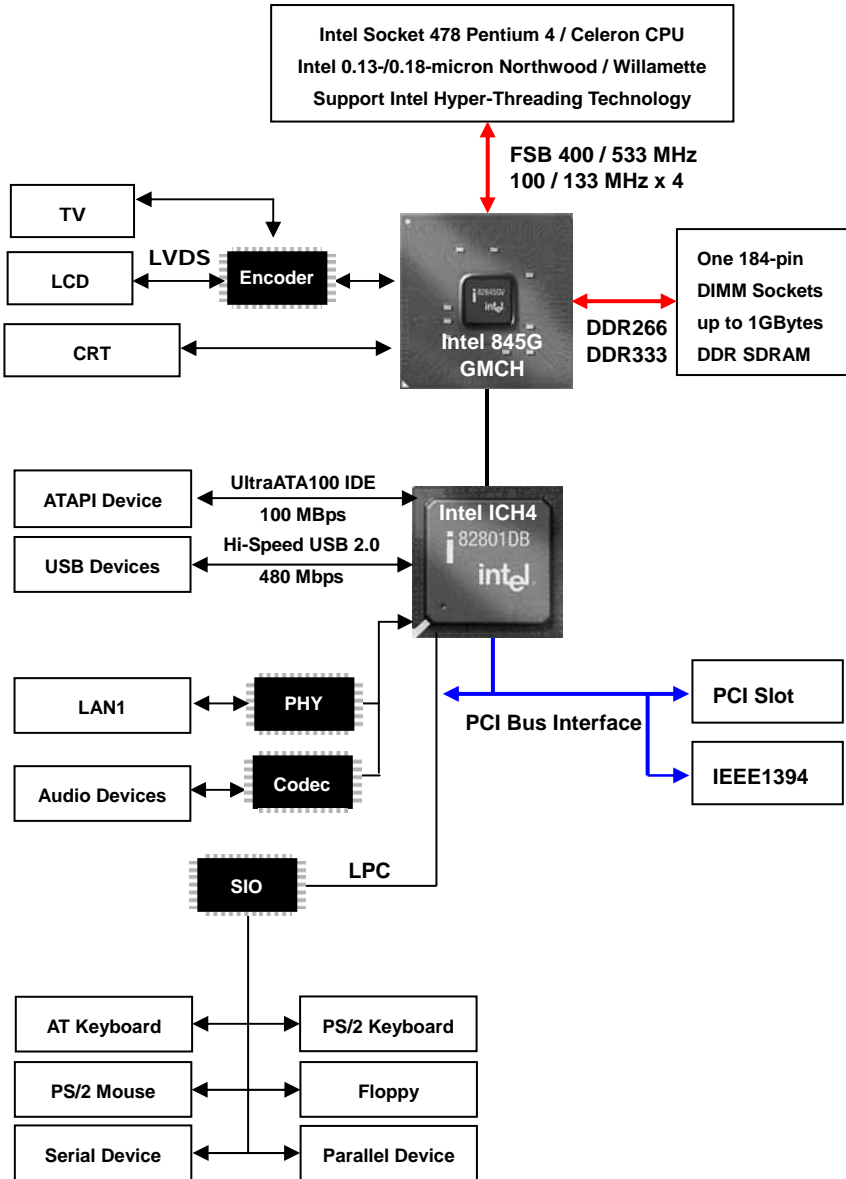 Intel Socket 478 Pentium 4 / Celeron CPU
Intel 0.13-/0.18-micron Northwood / Willamette
Support Intel Hyper-Threading Technology
FSB 400 / 533 MHz
100 / 133 MHz x 4
TV
LVDS
LCD
Encoder
CRT
intel
Intel 845G
GMCH
DDR266
DDR333
One 184-pin
DIMM Sockets
up to 1GBytes
DDR SDRAM
ATAPI Device
UltraATA100 IDE
100 MBps
USB Devices
Hi-Speed USB 2.0
480 Mbps
Intel ICH4
82801DB
intel
LAN1
PHY
Audio Devices
Codec
PCI Bus Interface
PCI Slot
IEEE1394
SIO
LPC
AT Keyboard
PS/2 Keyboard
PS/2 Mouse
Floppy
Serial Device
Parallel Device